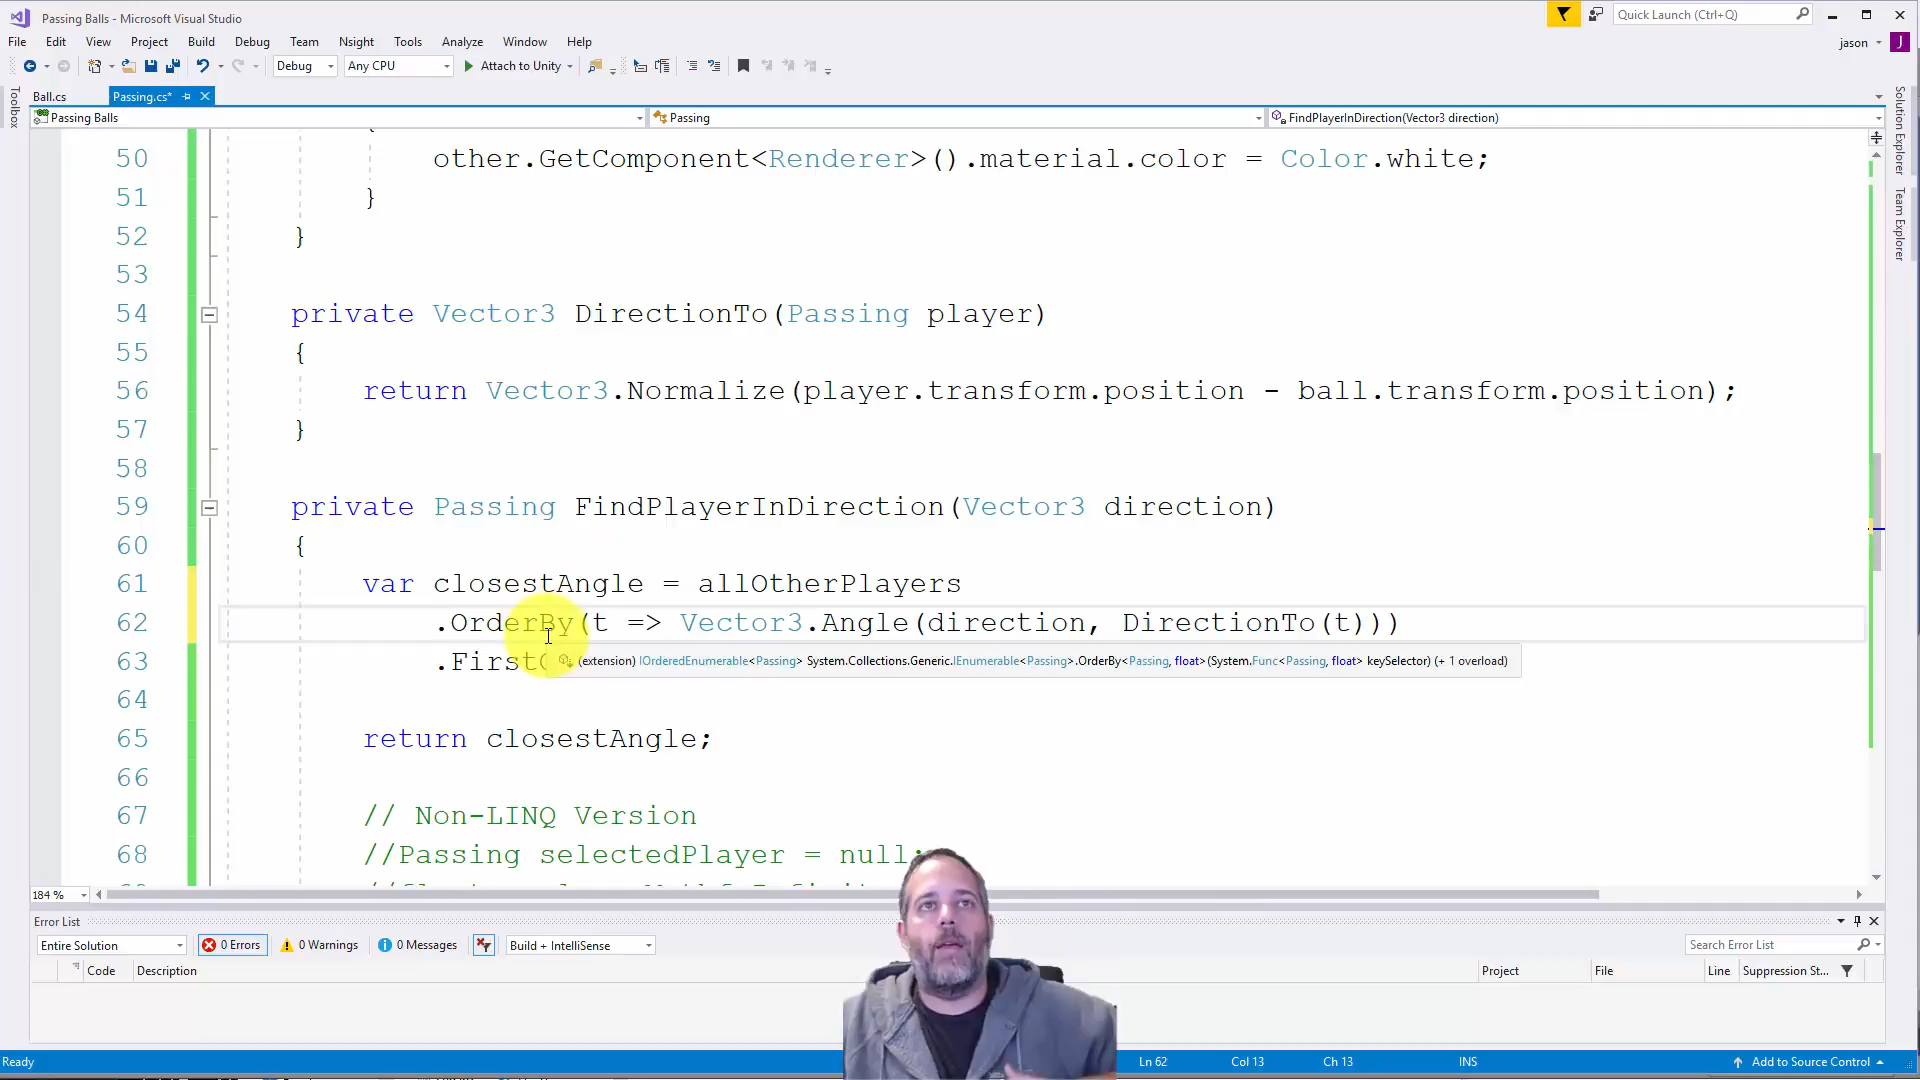 Passing Balls - Microsoft Visual Studio
Quick Launch (Ctrl+Q)
File Edit View Project Build Debug Team Nsight Tools Analyze Window Help
jason J
Debug Any CPU Attach to Unity
Toolbox
Ball.cs Passing.cs*
Passing Balls Passing FindPlayerInDirection(Vector3 direction)
Solution Explorer
Team Explorer
50 other.GetComponent<Renderer>().material.color = Color.white;
51 }
52 }
53
54 private Vector3 DirectionTo(Passing player)
55 {
56 return Vector3.Normalize(player.transform.position - ball.transform.position);
57 }
58
59 private Passing FindPlayerInDirection(Vector3 direction)
60 {
61 var closestAngle = allOtherPlayers
62 .OrderBy(t => Vector3.Angle(direction, DirectionTo(t)))
63 .First
(extension) IOrderedEnumerable<Passing> System.Collections.Generic.IEnumerable<Passing>.OrderBy<Passing, float>(System.Func<Passing, float> keySelector) (+ 1 overload)
64
65 return closestAngle;
66
67 // Non-LINQ Version
68 //Passing selectedPlayer = null;
184 %
Error List
Entire Solution 0 Errors 0 Warnings 0 Messages Build + IntelliSense Search Error List
Code Description Project File Line Suppression St...
Ready Ln 62 Col 13 Ch 13 INS Add to Source Control